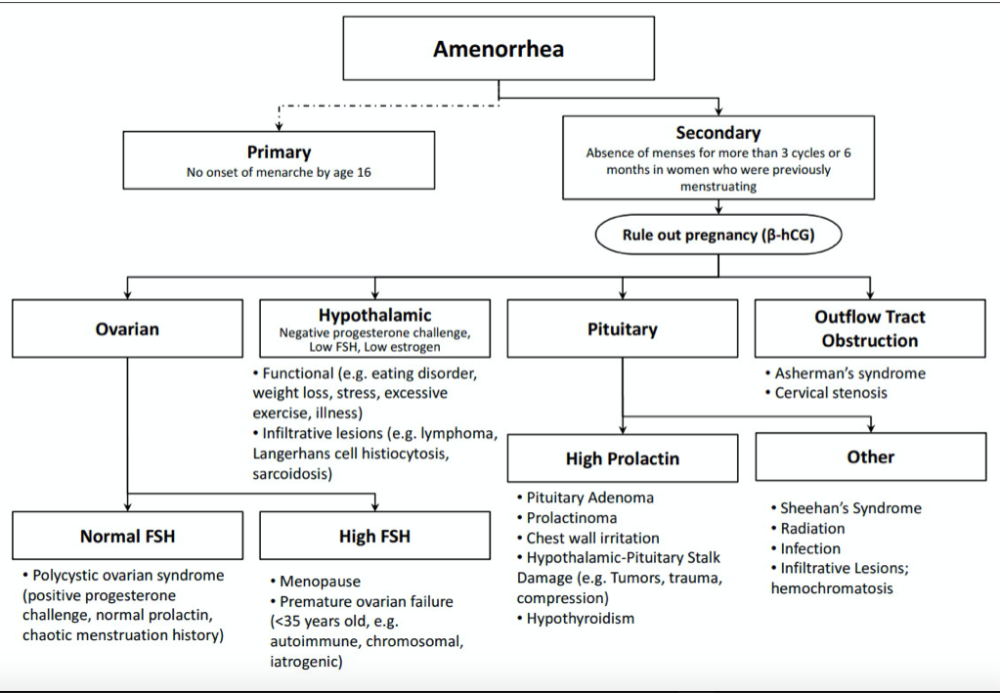 Amenorrhea
Primary
No onset of menarche by age 16
Secondary
Absence of menses for more than 3 cycles or 6
months in women who were previously
menstruating
Rule out pregnancy (β-hCG)
Ovarian
Hypothalamic
Negative progesterone challenge,
Low FSH, Low estrogen
• Functional (e.g. eating disorder,
weight loss, stress, excessive
exercise, illness)
• Infiltrative lesions (e.g. lymphoma,
Langerhans cell histiocytosis,
sarcoidosis)
Pituitary
Outflow Tract
Obstruction
• Asherman's syndrome
• Cervical stenosis
Normal FSH
• Polycystic ovarian syndrome
(positive progesterone
challenge, normal prolactin,
chaotic menstruation history)
High FSH
• Menopause
• Premature ovarian failure
(<35 years old, e.g.
autoimmune, chromosomal,
iatrogenic)
High Prolactin
• Pituitary Adenoma
• Prolactinoma
• Chest wall irritation
• Hypothalamic-Pituitary Stalk
Damage (e.g. Tumors, trauma,
compression)
• Hypothyroidism
Other
• Sheehan's Syndrome
• Radiation
• Infection
• Infiltrative Lesions;
hemochromatosis